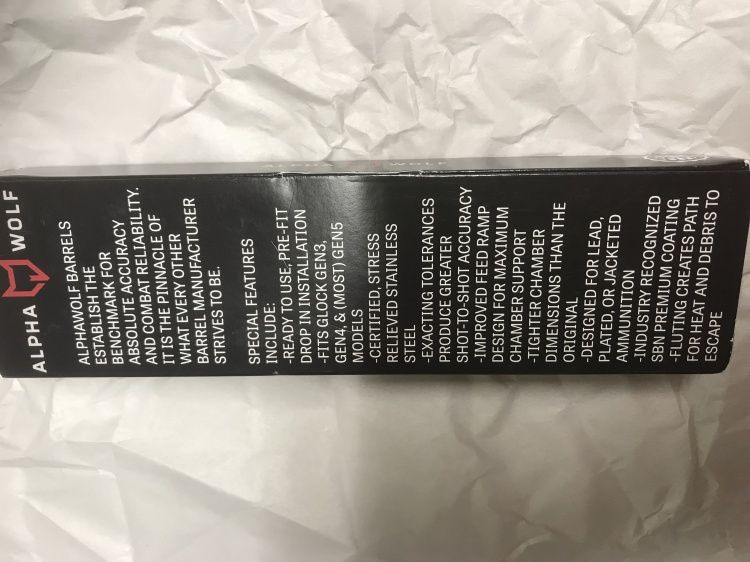 ALPHA WOLF
ALPHA WOLF
ALPHAWOLF BARRELS
ESTABLISH THE
BENCHMARK FOR
ABSOLUTE ACCURACY
AND COMBAT RELIABILITY.
IT IS THE PINNACLE OF
WHAT EVERY OTHER
BARREL MANUFACTURER
STRIVES TO BE.
SPECIAL FEATURES
INCLUDE:
-READY TO USE, PRE-FIT
DROP IN INSTALLATION
-FITS GLOCK GEN3,
GEN4, & (MOST) GEN5
MODELS
-CERTIFIED, STRESS
RELIEVED STAINLESS
STEEL
-EXACTING TOLERANCES
PRODUCE GREATER
SHOT-TO-SHOT ACCURACY
-IMPROVED FEED RAMP
DESIGN FOR MAXIMUM
CHAMBER SUPPORT
-TIGHTER CHAMBER
DIMENSIONS THAN THE
ORIGINAL
-DESIGNED FOR LEAD,
PLATED, OR JACKETED
AMMUNITION
-INDUSTRY RECOGNIZED
SBN PREMIUM COATING
-FLUTING CREATES PATH
FOR HEAT AND DEBRIS TO
ESCAPE